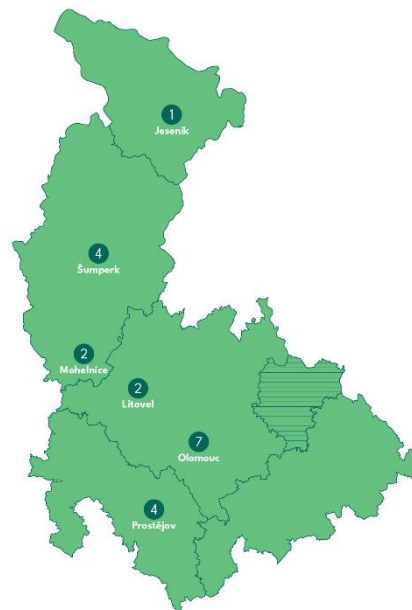 1
Jeseník
4
Šumperk
2
Mohelnice
2
Litovel
7
Olomouc
4
Prostějov